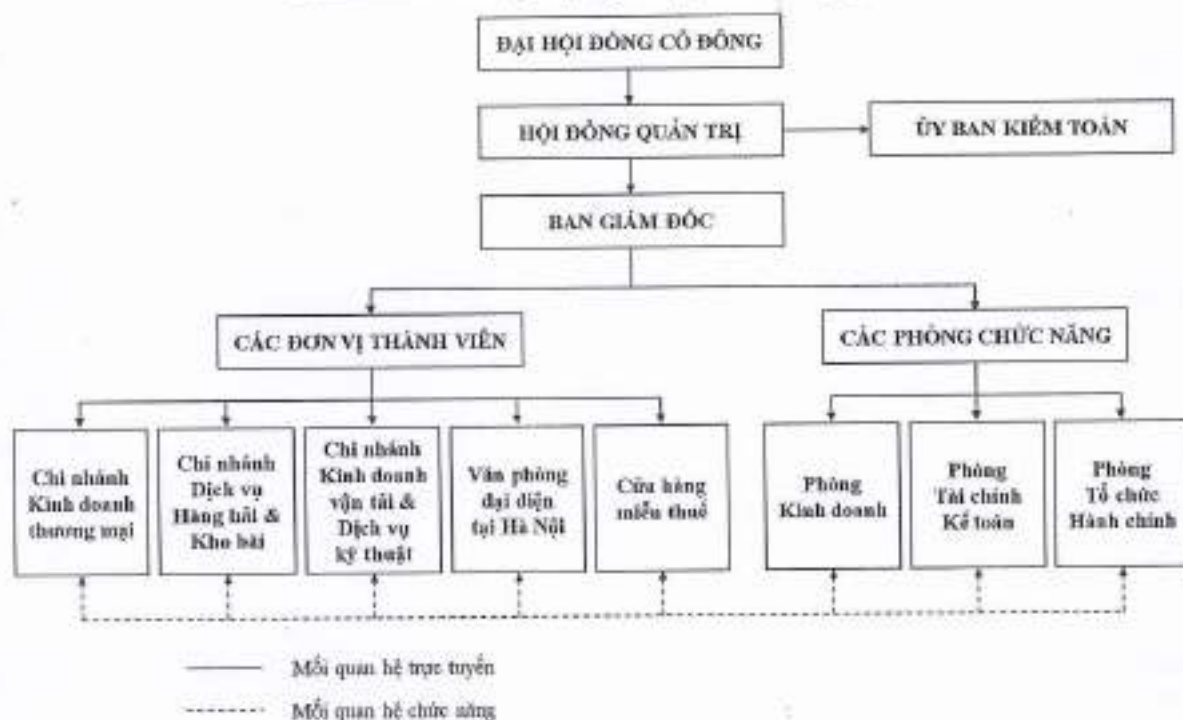 ĐẠI HỘI ĐỒNG CỔ ĐÔNG
HỘI ĐỒNG QUẢN TRỊ
ỦY BAN KIỂM TOÁN
BAN GIÁM ĐỐC
CÁC ĐƠN VỊ THÀNH VIÊN
CÁC PHÒNG CHỨC NĂNG
Chi nhánh
Kinh doanh
thương mại
Chi nhánh
Dịch vụ
Hàng hải &
Kho bãi
Chi nhánh
Kinh doanh
vận tải &
Dịch vụ
kỹ thuật
Văn phòng
đại diện
tại Hà Nội
Cửa hàng
miễn thuế
Phòng
Kinh doanh
Phòng
Tài chính
Kế toán
Phòng
Tổ chức
Hành chính
Mối quan hệ trực tuyến
Mối quan hệ chức năng